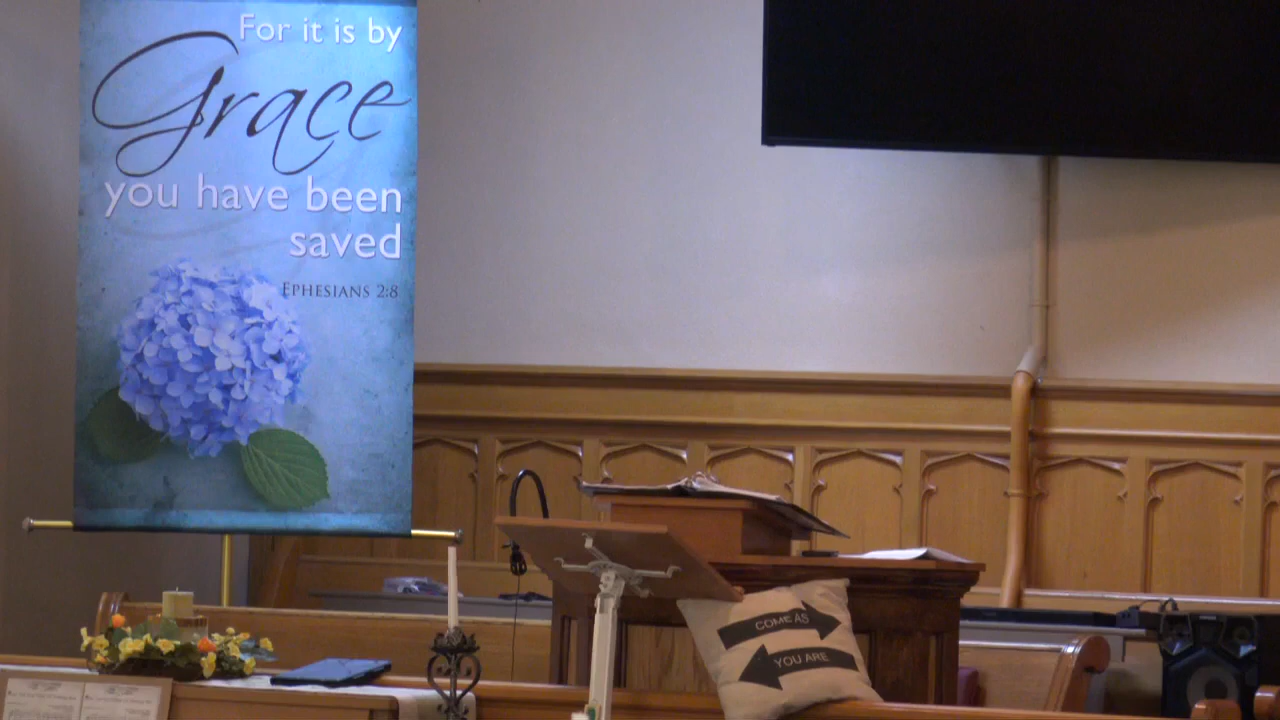 For it is by
Grace
you have been
saved
EPHESIANS 2:8
COME AS
YOU ARE